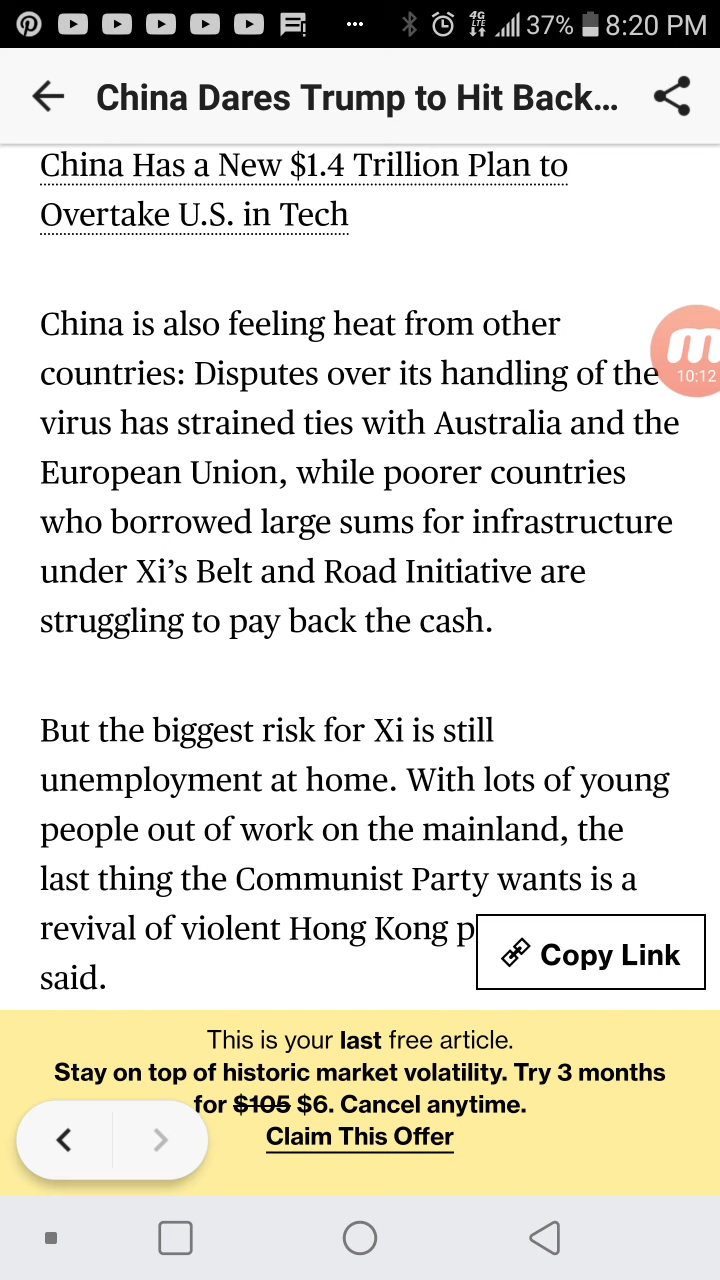 4G
LTE
37%
8:20 PM
China Dares Trump to Hit Back...
China Has a New $1.4 Trillion Plan to
Overtake U.S. in Tech
China is also feeling heat from other
countries: Disputes over its handling of the
10:12
virus has strained ties with Australia and the
European Union, while poorer countries
who borrowed large sums for infrastructure
under Xi’s Belt and Road Initiative are
struggling to pay back the cash.
But the biggest risk for Xi is still
unemployment at home. With lots of young
people out of work on the mainland, the
last thing the Communist Party wants is a
revival of violent Hong Kong p
Copy Link
said.
This is your last free article.
Stay on top of historic market volatility. Try 3 months
for $105 $6. Cancel anytime.
Claim This Offer